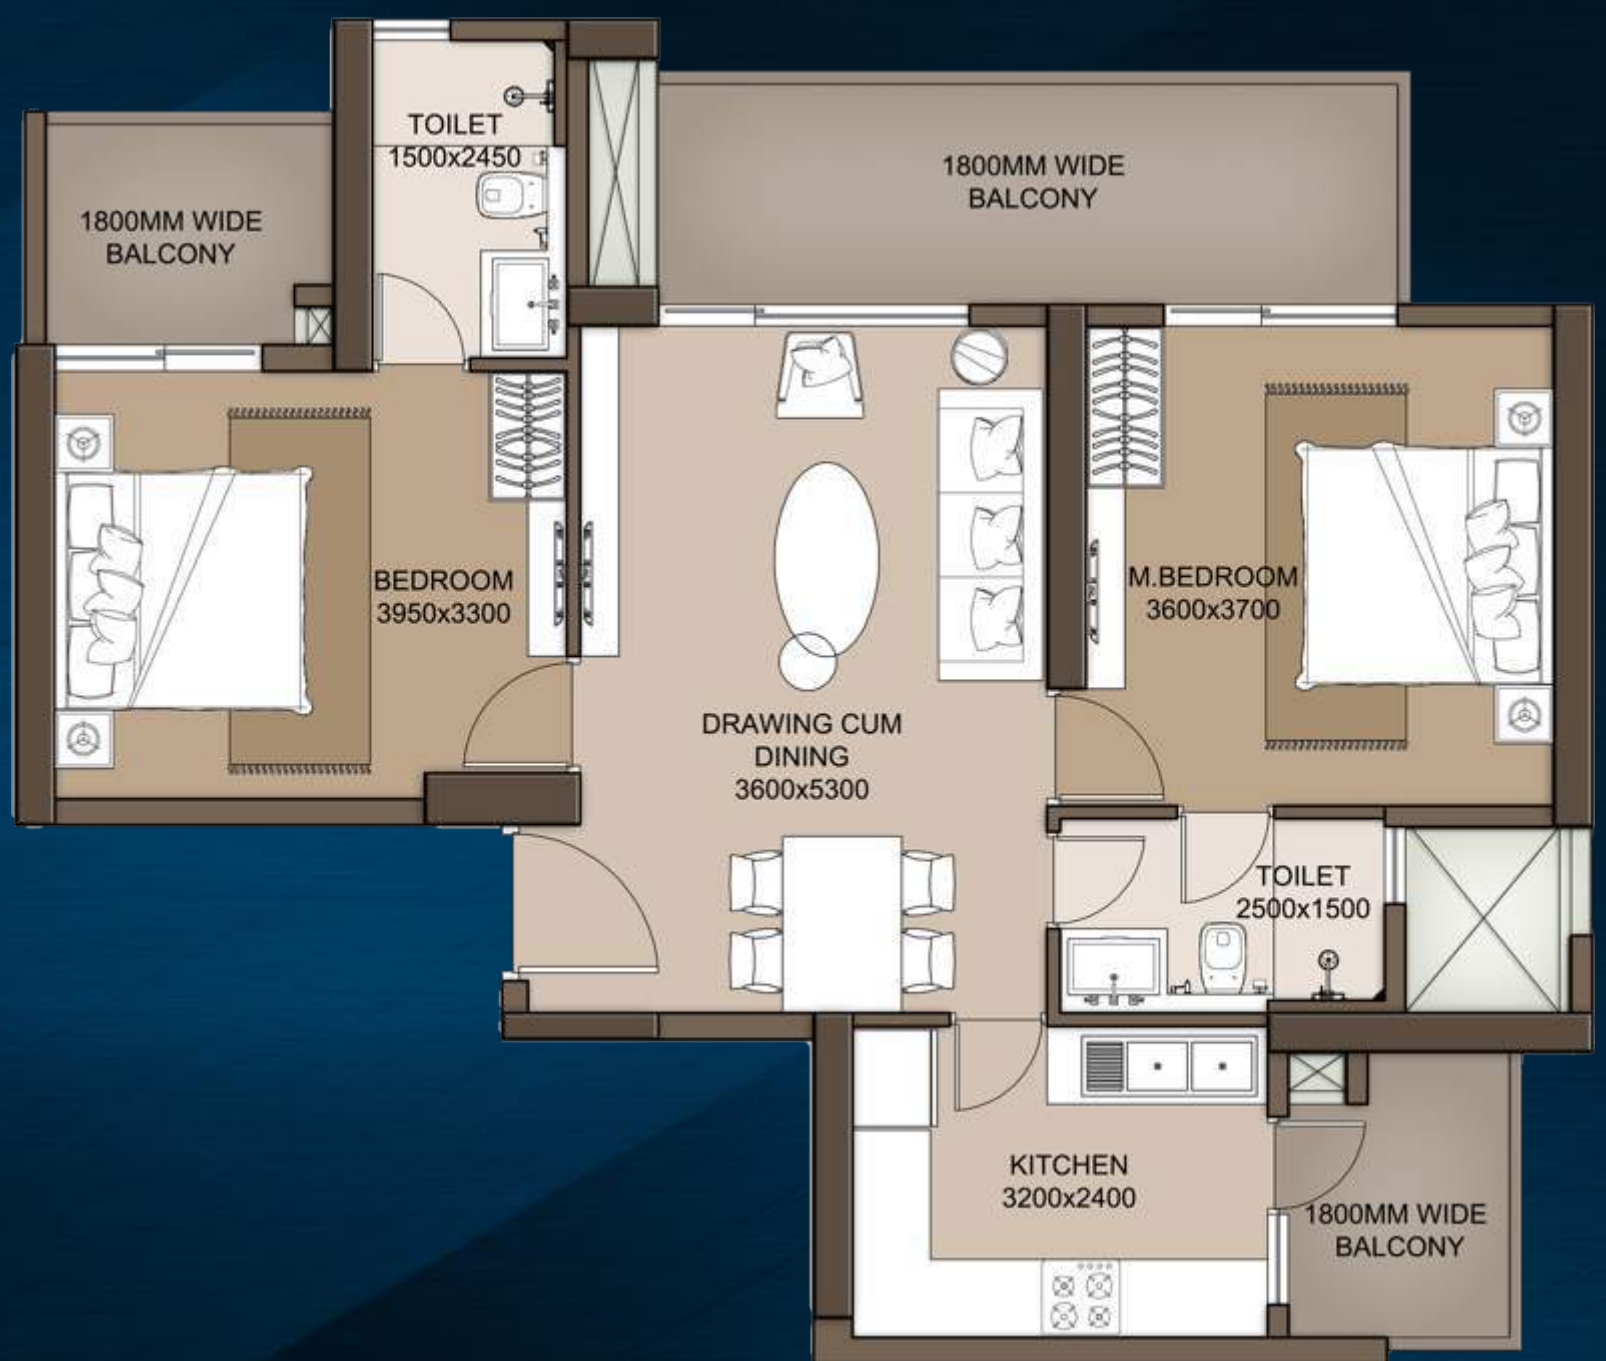 TOILET
1500x2450
1800MM WIDE
BALCONY
1800MM WIDE
BALCONY
BEDROOM
3950x3300
M.BEDROOM
3600x3700
DRAWING CUM
DINING
3600x5300
TOILET
2500x1500
KITCHEN
3200x2400
1800MM WIDE
BALCONY